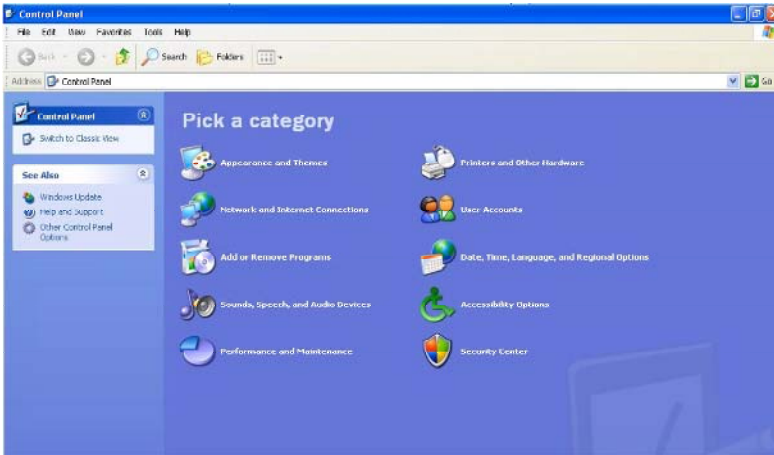 Control Panel
File Edit View Favorites Tools Help
Back Search Folders
Address Control Panel Go
Control Panel
Switch to Classic View
See Also
Windows Update
Help and Support
Other Control Panel
Options
Pick a category
Appearance and Themes
Printers and Other Hardware
Network and Internet Connections
User Accounts
Add or Remove Programs
Date, Time, Language, and Regional Options
Sounds, Speech, and Audio Devices
Accessibility Options
Performance and Maintenance
Security Center